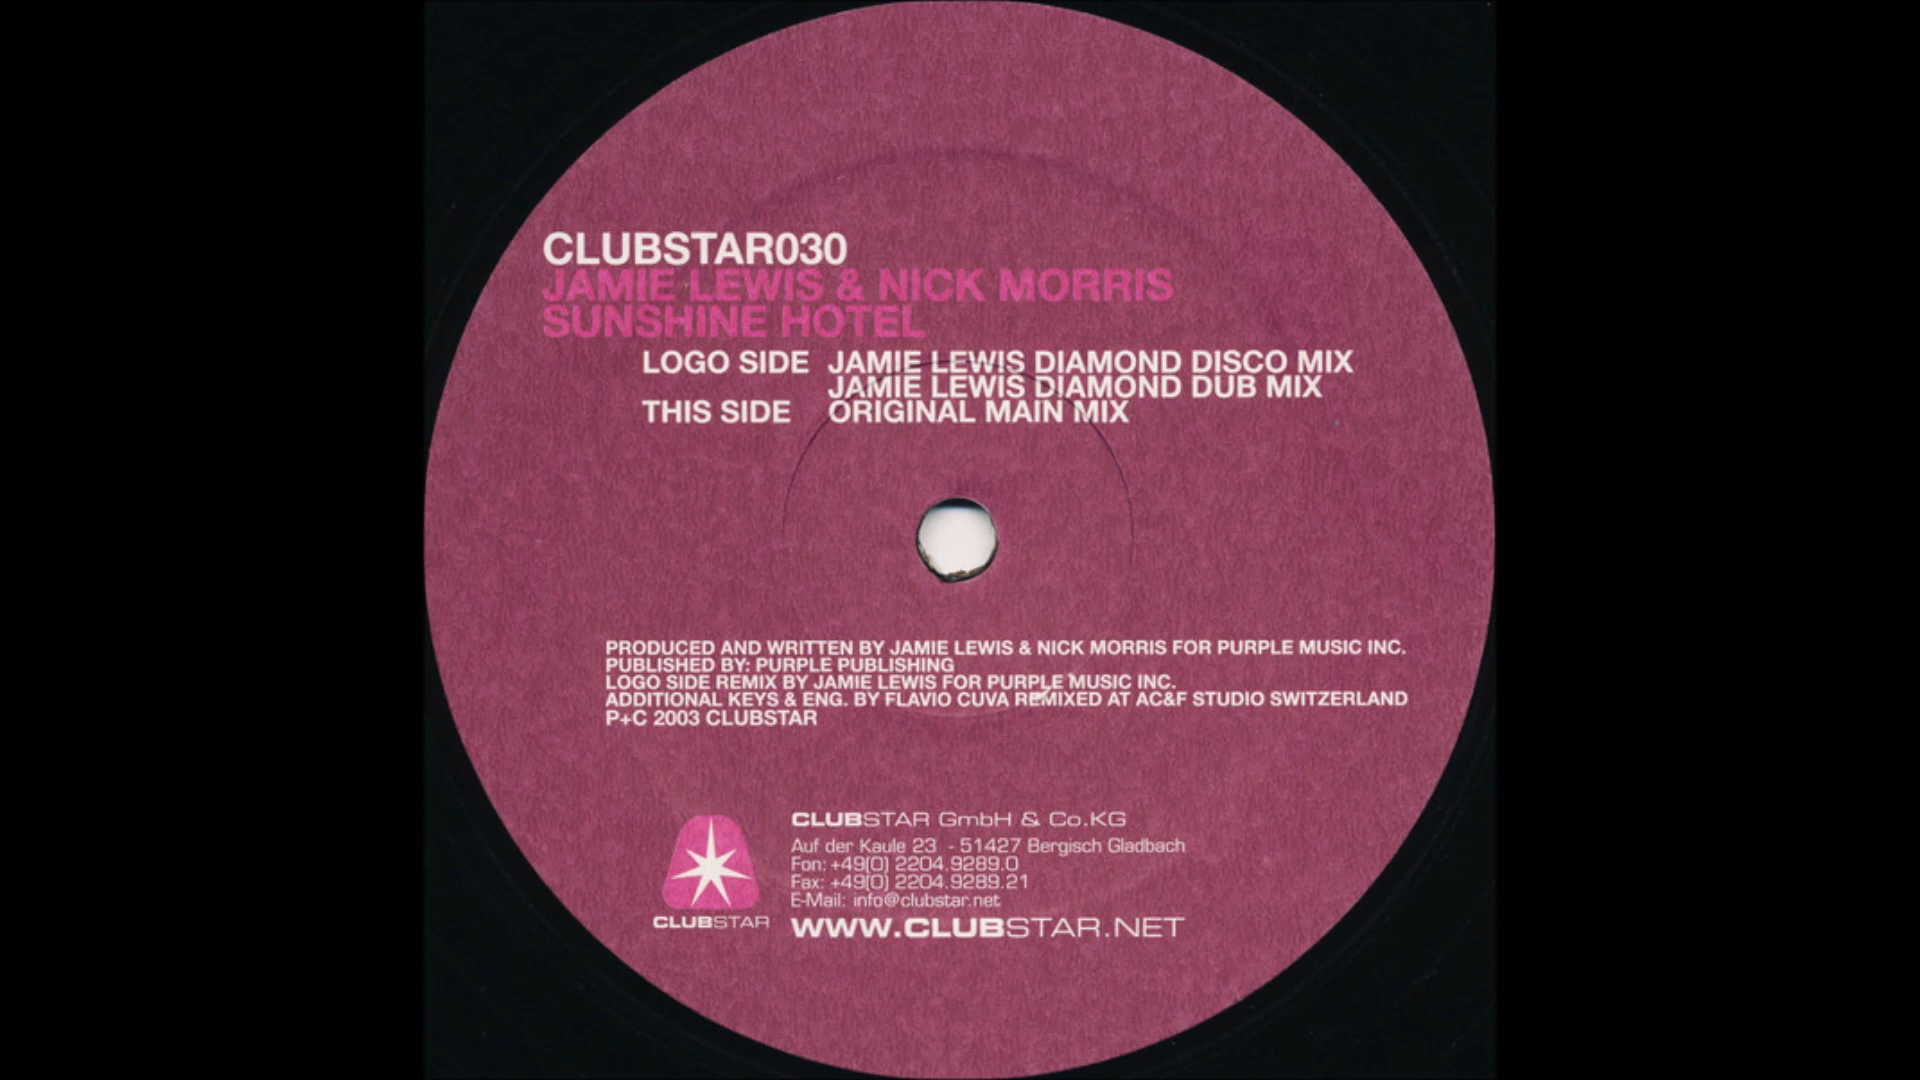 CLUBSTAR030
JAMIE LEWIS & NICK MORRIS
SUNSHINE HOTEL
LOGO SIDE JAMIE LEWIS DIAMOND DISCO MIX
JAMIE LEWIS DIAMOND DUB MIX
THIS SIDE ORIGINAL MAIN MIX
PRODUCED AND WRITTEN BY JAMIE LEWIS & NICK MORRIS FOR PURPLE MUSIC INC.
PUBLISHED BY: PURPLE PUBLISHING
LOGO SIDE REMIX BY JAMIE LEWIS FOR PURPLE MUSIC INC.
ADDITIONAL KEYS & ENG. BY FLAVIO CUVA REMIXED AT AC&F STUDIO SWITZERLAND
P+C 2003 CLUBSTAR
CLUBSTAR
CLUBSTAR GmbH & Co.KG
Auf der Kaule 23 - 51427 Bergisch Gladbach
Fon: +49(0) 2204.9289.0
Fax: +49(0) 2204.9289.21
E-Mail: info@clubstar.net
WWW.CLUBSTAR.NET